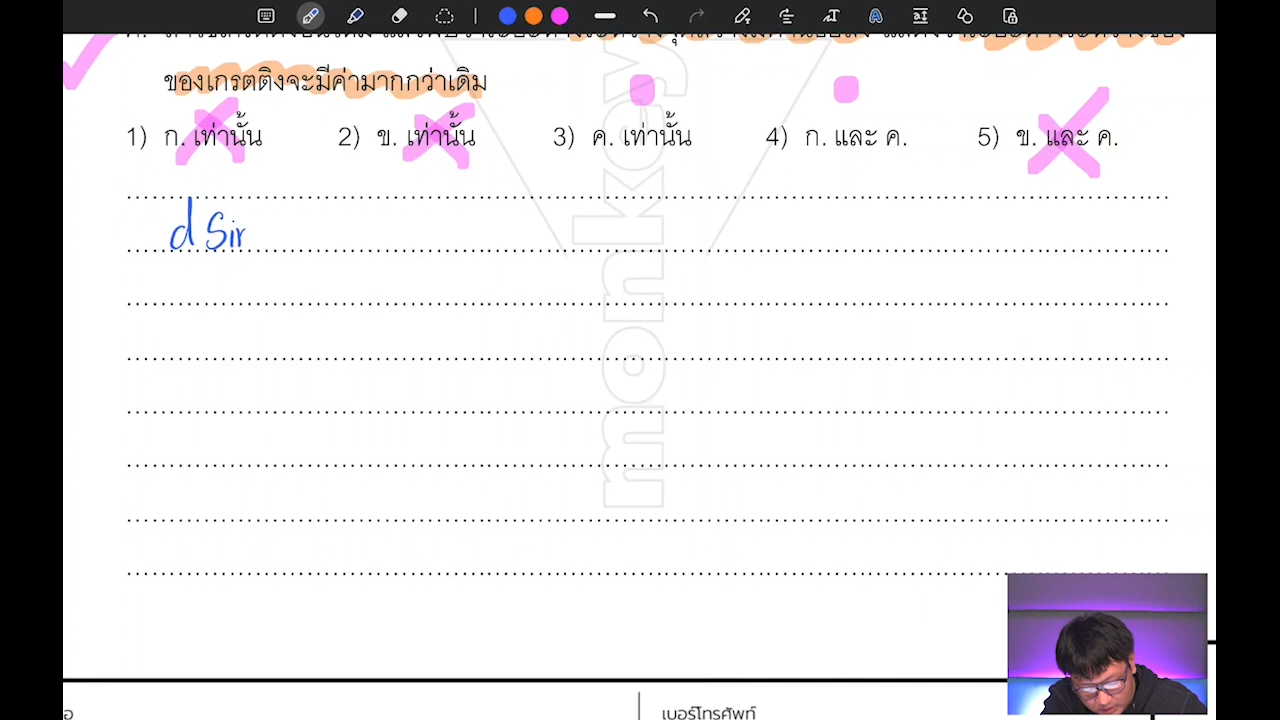 ของเกรตติงจะมีค่ามากกว่าเดิม
1) ก. เท่านั้น 2) ข. เท่านั้น 3) ค. เท่านั้น 4) ก. และ ค. 5) ข. และ ค.
d Sir
monkey
เบอร์โทรศัพท์